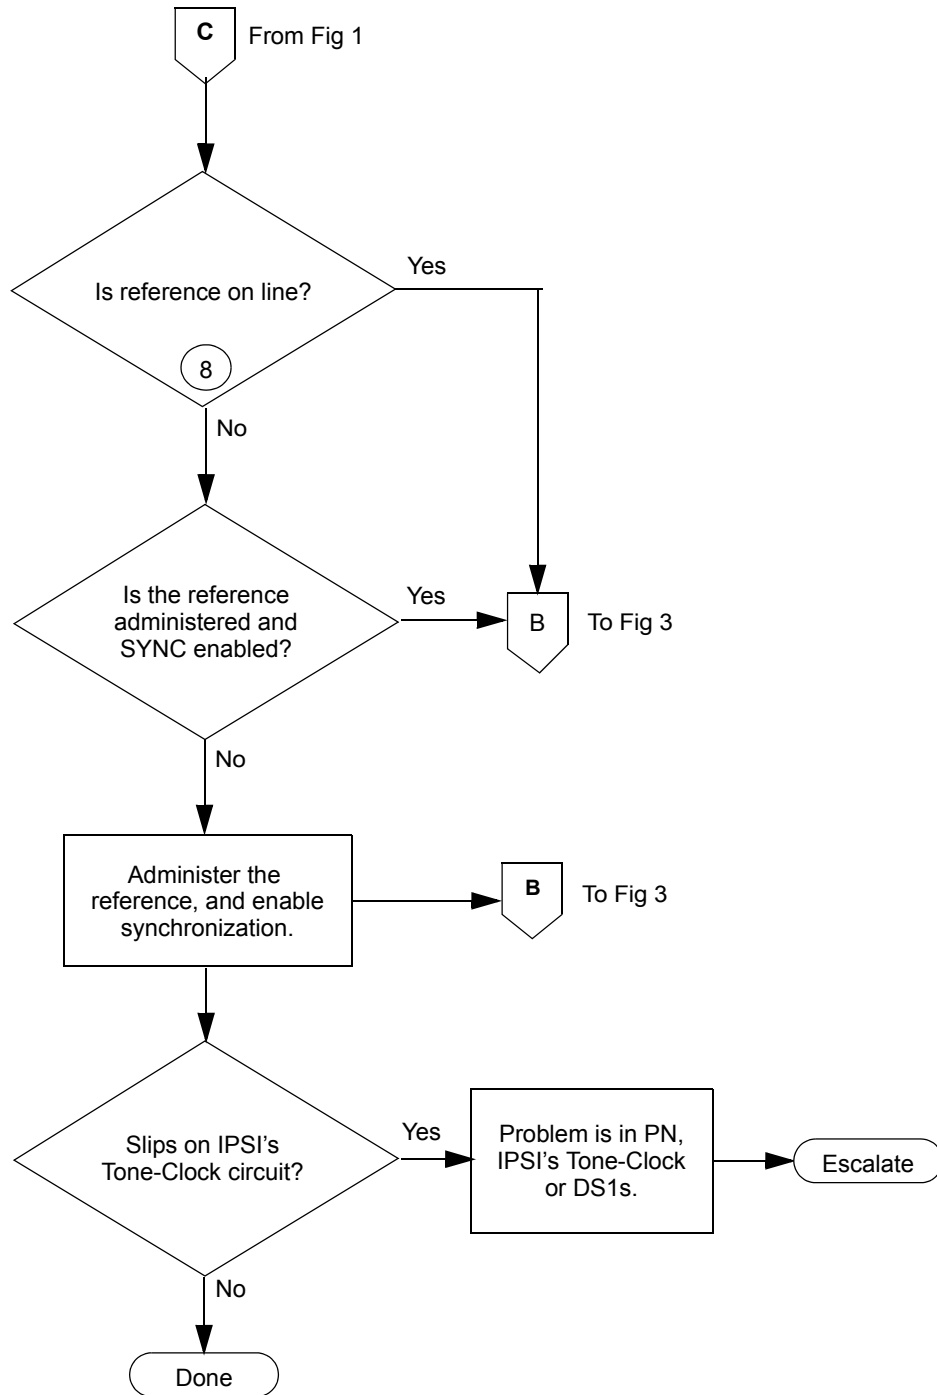 C
From Fig 1
Is reference on line?
Yes
8
No
Is the reference
administered and
SYNC enabled?
Yes
B
To Fig 3
No
Administer the
reference, and enable
synchronization.
B
To Fig 3
Slips on IPSI's
Tone-Clock circuit?
Yes
Problem is in PN,
IPSI's Tone-Clock
or DS1s.
Escalate
No
Done